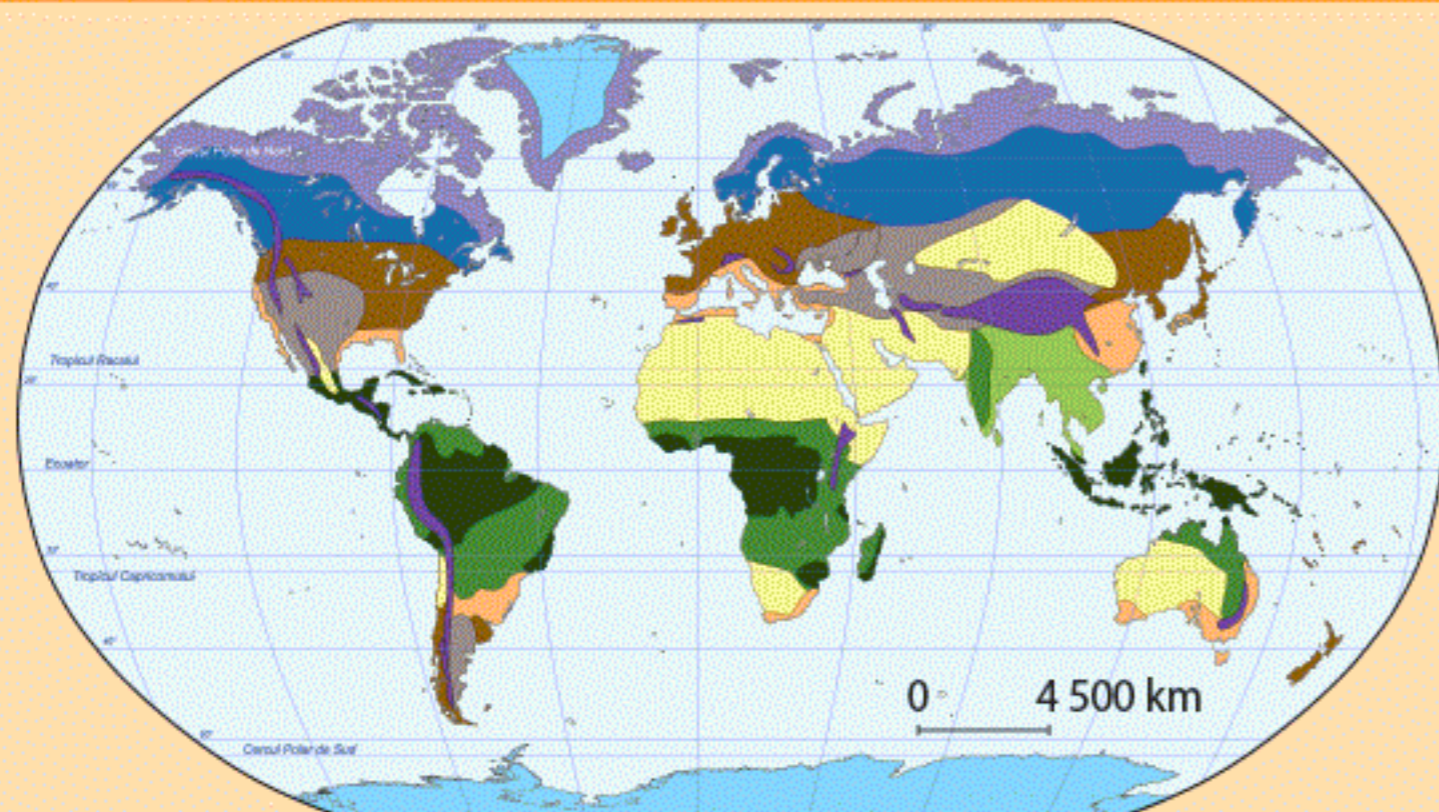 Cercul Polar de Nord
Tropicul Racului
Ecuator
Tropicul Capricornului
0 4 500 km
Cercul Polar de Sud